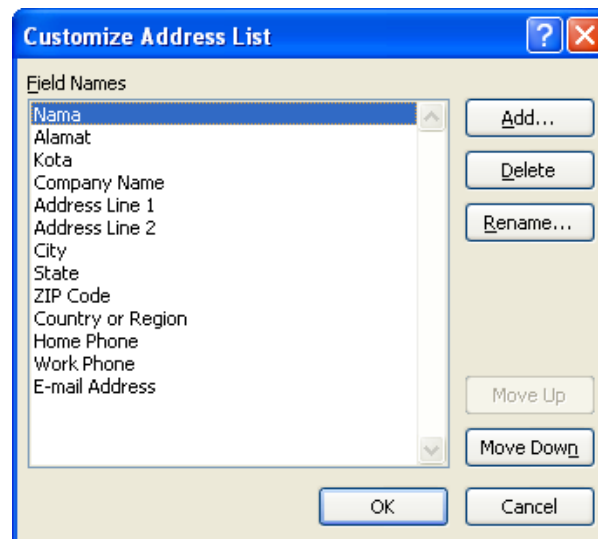 Customize Address List
Field Names
Nama
Alamat
Kota
Company Name
Address Line 1
Address Line 2
City
State
ZIP Code
Country or Region
Home Phone
Work Phone
E-mail Address
Add...
Delete
Rename...
Move Up
Move Down
OK
Cancel